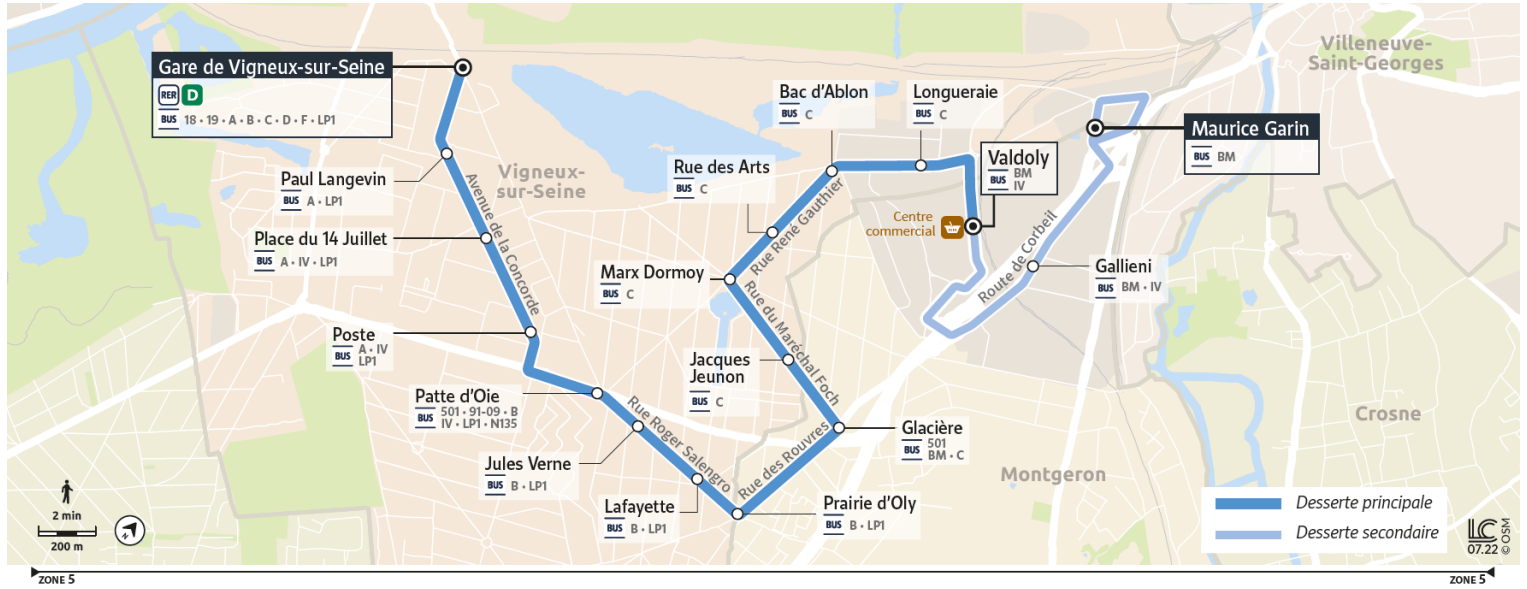 Gare de Vigneux-sur-Seine
RER D
BUS 18 • 19 • A • B • C • D • F • LP1
Paul Langevin
BUS A • LP1
Place du 14 Juillet
BUS A • IV • LP1
Poste
BUS A • IV
LP1
Patte d'Oie
BUS 501 • 91-09 • B
IV • LP1 • N135
Jules Verne
BUS B • LP1
Lafayette
BUS B • LP1
Prairie d'Oly
BUS B • LP1
Glacière
BUS 501
BM • C
Jacques
Jeunon
BUS C
Marx Dormoy
BUS C
Rue des Arts
BUS C
Bac d'Ablon
BUS C
Longueraie
BUS C
Valdoly
BUS BM
IV
Centre
commercial
Gallieni
BUS BM • IV
Maurice Garin
BUS BM
Avenue de la Concorde
Rue Roger Salengro
Rue des Rouvres
Rue du Maréchal Foch
Rue René Gauthier
Route de Corbeil
Vigneux-
sur-Seine
Villeneuve-
Saint-Georges
Crosne
Montgeron
2 min
200 m
N
Desserte principale
Desserte secondaire
LC
07.22
© OSM
ZONE 5
ZONE 5